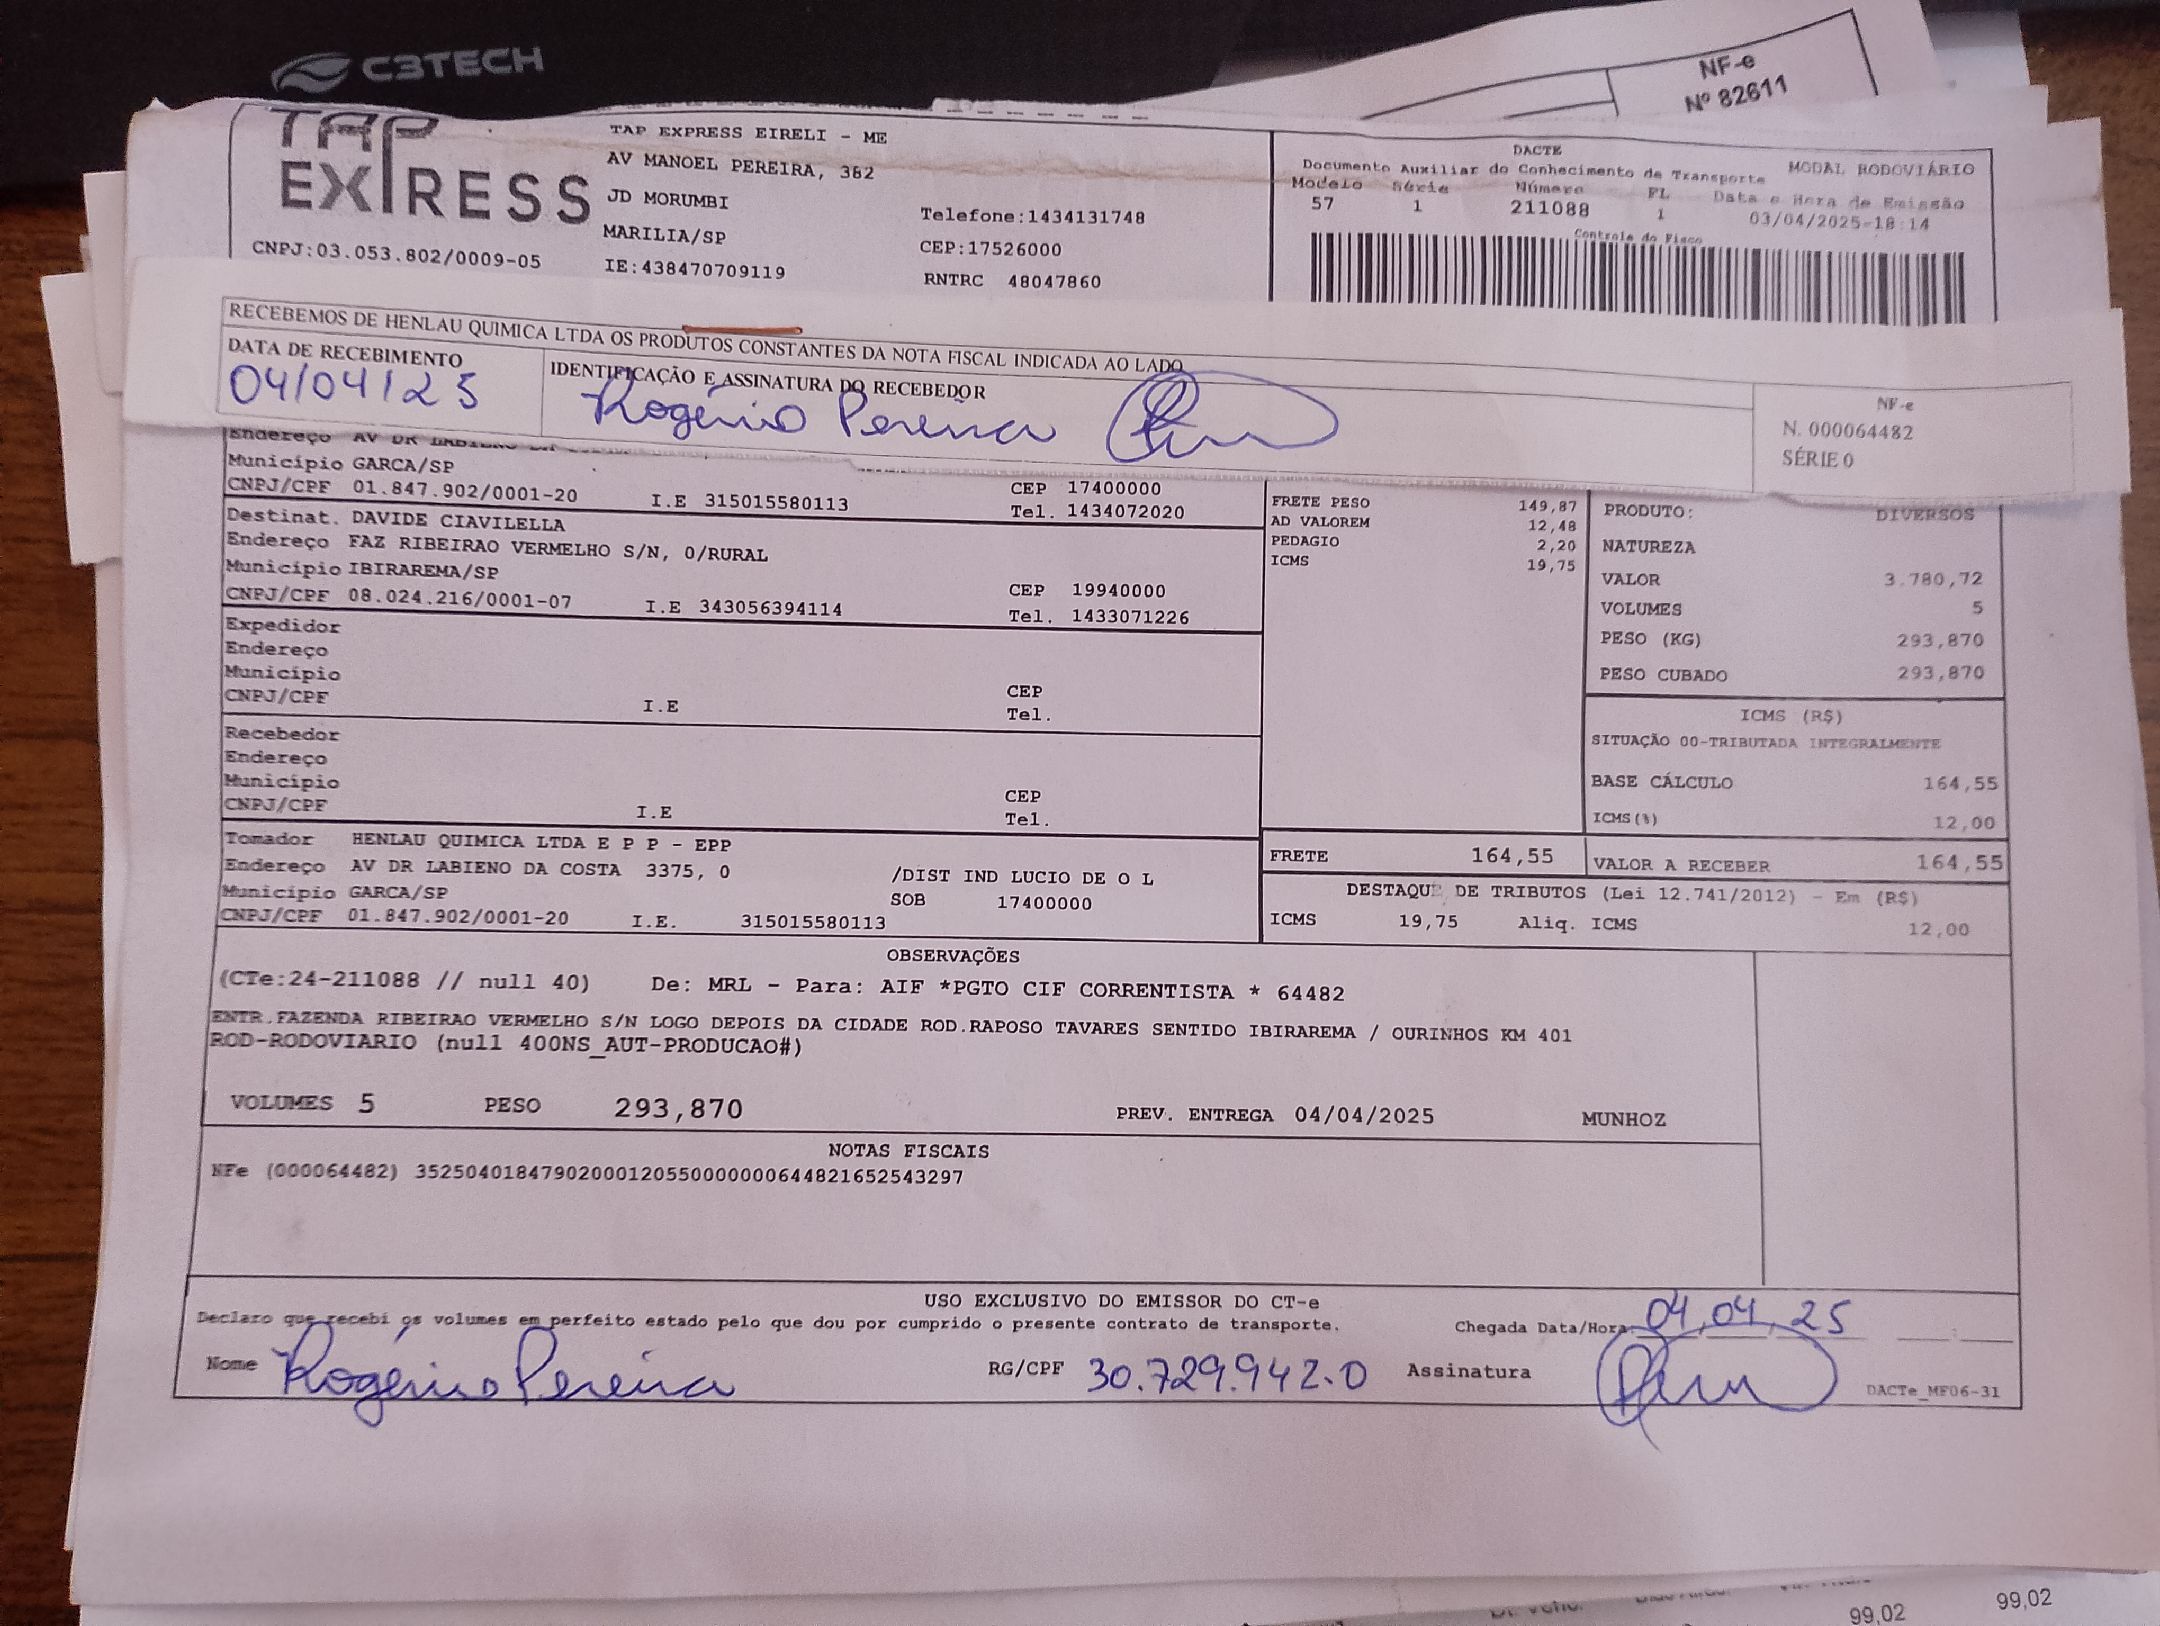 C3TECH
NF-e
Nº 82611
TAP
EXPRESS
CNPJ:03.053.802/0009-05
TAP EXPRESS EIRELI - ME
AV MANOEL PEREIRA, 382
JD MORUMBI
MARILIA/SP
IE:438470709119
Telefone:1434131748
CEP:17526000
RNTRC 48047860
DACTE
Documento Auxiliar do Conhecimento de Transporte MODAL RODOVIÁRIO
Modelo Série Número FL Data e Hora de Emissão
57 1 211088 1 03/04/2025-18:14
Controle do Fisco
RECEBEMOS DE HENLAU QUIMICA LTDA OS PRODUTOS CONSTANTES DA NOTA FISCAL INDICADA AO LADO
DATA DE RECEBIMENTO
04/04/25
IDENTIFICAÇÃO E ASSINATURA DO RECEBEDOR
Rogério Pereira
NF-e
N. 000064482
SÉRIE 0
Endereço AV DR LABIENO DA
Município GARCA/SP
CNPJ/CPF 01.847.902/0001-20 I.E 315015580113
CEP 17400000
Tel. 1434072020
Destinat. DAVIDE CIAVILELLA
Endereço FAZ RIBEIRAO VERMELHO S/N, 0/RURAL
Município IBIRAREMA/SP
CNPJ/CPF 08.024.216/0001-07 I.E 343056394114
CEP 19940000
Tel. 1433071226
Expedidor
Endereço
Município
CNPJ/CPF I.E
CEP
Tel.
Recebedor
Endereço
Município
CNPJ/CPF I.E
CEP
Tel.
Tomador HENLAU QUIMICA LTDA E P P - EPP
Endereço AV DR LABIENO DA COSTA 3375, 0 /DIST IND LUCIO DE O L
Município GARCA/SP SOB 17400000
CNPJ/CPF 01.847.902/0001-20 I.E. 315015580113
FRETE PESO 149,87
AD VALOREM 12,48
PEDAGIO 2,20
ICMS 19,75
PRODUTO: DIVERSOS
NATUREZA
VALOR 3.780,72
VOLUMES 5
PESO (KG) 293,870
PESO CUBADO 293,870
ICMS (R$)
SITUAÇÃO 00-TRIBUTADA INTEGRALMENTE
BASE CÁLCULO 164,55
ICMS(%) 12,00
FRETE 164,55
VALOR A RECEBER 164,55
DESTAQUE DE TRIBUTOS (Lei 12.741/2012) - Em (R$)
ICMS 19,75 Aliq. ICMS 12,00
OBSERVAÇÕES
(CTe:24-211088 // null 40) De: MRL - Para: AIF *PGTO CIF CORRENTISTA * 64482
ENTR.FAZENDA RIBEIRAO VERMELHO S/N LOGO DEPOIS DA CIDADE ROD.RAPOSO TAVARES SENTIDO IBIRAREMA / OURINHOS KM 401
ROD-RODOVIARIO (null 400NS_AUT-PRODUCAO#)
VOLUMES 5 PESO 293,870 PREV. ENTREGA 04/04/2025 MUNHOZ
NOTAS FISCAIS
NFe (000064482) 35250401847902000120550000000644821652543297
USO EXCLUSIVO DO EMISSOR DO CT-e
Declaro que recebi os volumes em perfeito estado pelo que dou por cumprido o presente contrato de transporte. Chegada Data/Hora: 04.04.25
Nome Rogério Pereira RG/CPF 30.729.942.0 Assinatura
DACTe_MF06-31
99,02 99,02